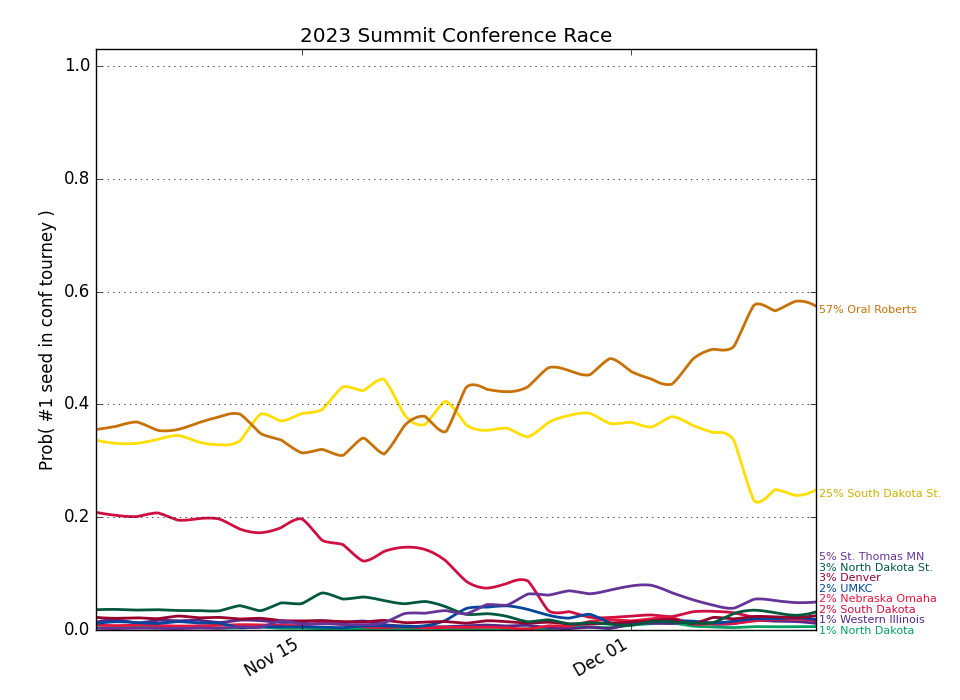 2023 Summit Conference Race
Prob( #1 seed in conf tourney )
1.0
0.8
0.6
0.4
0.2
0.0
Nov 15
Dec 01
57% Oral Roberts
25% South Dakota St.
5% St. Thomas MN
3% North Dakota St.
3% Denver
2% UMKC
2% Nebraska Omaha
2% South Dakota
1% Western Illinois
1% North Dakota